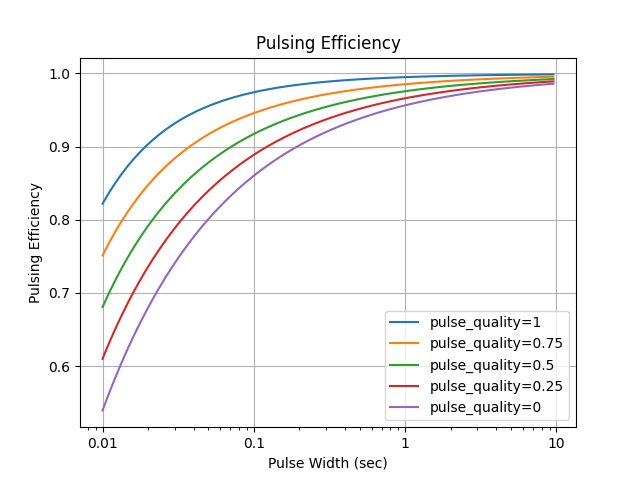 Pulsing Efficiency
Pulsing Efficiency
1.0
0.9
0.8
0.7
0.6
0.01
0.1
1
10
Pulse Width (sec)
pulse_quality=1
pulse_quality=0.75
pulse_quality=0.5
pulse_quality=0.25
pulse_quality=0